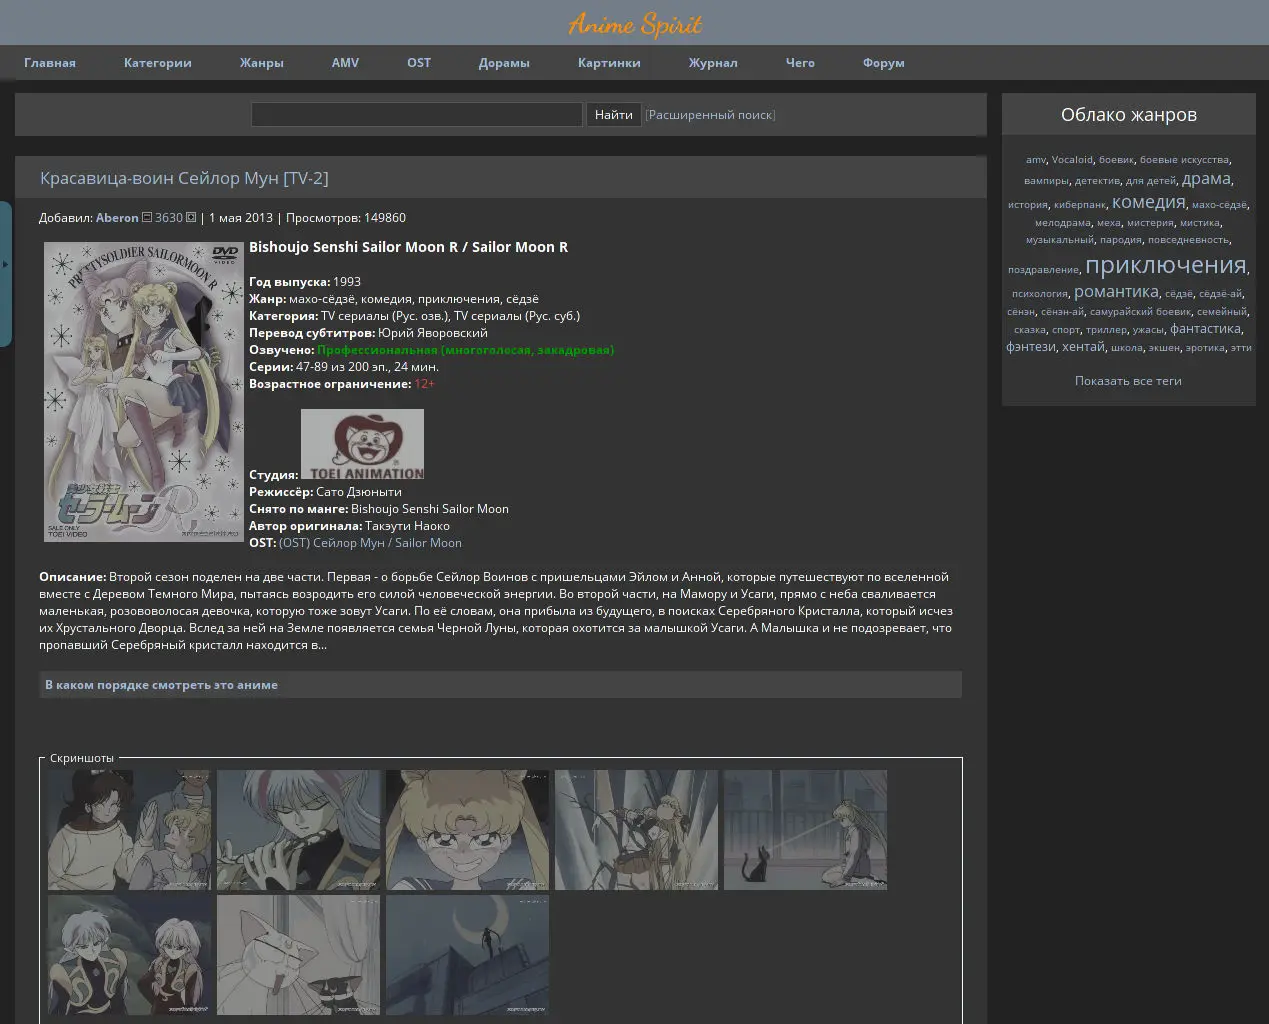 Anime Spirit
Главная Категории Жанры AMV OST Дорамы Картинки Журнал Чего Форум
Найти [Расширенный поиск]
Красавица-воин Сейлор Мун [TV-2]
Добавил: Aberon 3630 | 1 мая 2013 | Просмотров: 149860
PRETTYSOLDIER SAILORMOON R
DVD
VIDEO
セーラームーンR
SALE ONLY
TOEI VIDEO
Bishoujo Senshi Sailor Moon R / Sailor Moon R
Год выпуска: 1993
Жанр: махо-сёдзё, комедия, приключения, сёдзё
Категория: TV сериалы (Рус. озв.), TV сериалы (Рус. суб.)
Перевод субтитров: Юрий Яворовский
Озвучено: Профессиональная (многоголосая, закадровая)
Серии: 47-89 из 200 эп., 24 мин.
Возрастное ограничение: 12+
TOEI ANIMATION
Студия:
Режиссёр: Сато Дзюньти
Снято по манге: Bishoujo Senshi Sailor Moon
Автор оригинала: Такэути Наоко
OST: (OST) Сейлор Мун / Sailor Moon
Описание: Второй сезон поделен на две части. Первая - о борьбе Сейлор Воинов с пришельцами Эйлом и Анной, которые путешествуют по вселенной
вместе с Деревом Темного Мира, пытаясь возродить его силой человеческой энергии. Во второй части, на Мамору и Усаги, прямо с неба сваливается
маленькая, розововолосая девочка, которую тоже зовут Усаги. По её словам, она прибыла из будущего, в поисках Серебряного Кристалла, который исчез
их Хрустального Дворца. Вслед за ней на Земле появляется семья Черной Луны, которая охотится за малышкой Усаги. А Малышка и не подозревает, что
пропавший Серебряный кристалл находится в...
В каком порядке смотреть это аниме
Скриншоты
Облако жанров
amv, Vocaloid, боевик, боевые искусства,
вампиры, детектив, для детей, драма,
история, киберпанк, комедия, махо-сёдзё,
мелодрама, меха, мистерия, мистика,
музыкальный, пародия, повседневность,
поздравление, приключения,
психология, романтика, сёдзё, сёдзё-ай,
сёнэн, сёнэн-ай, самурайский боевик, семейный,
сказка, спорт, триллер, ужасы, фантастика,
фэнтези, хентай, школа, экшен, эротика, этти
Показать все теги